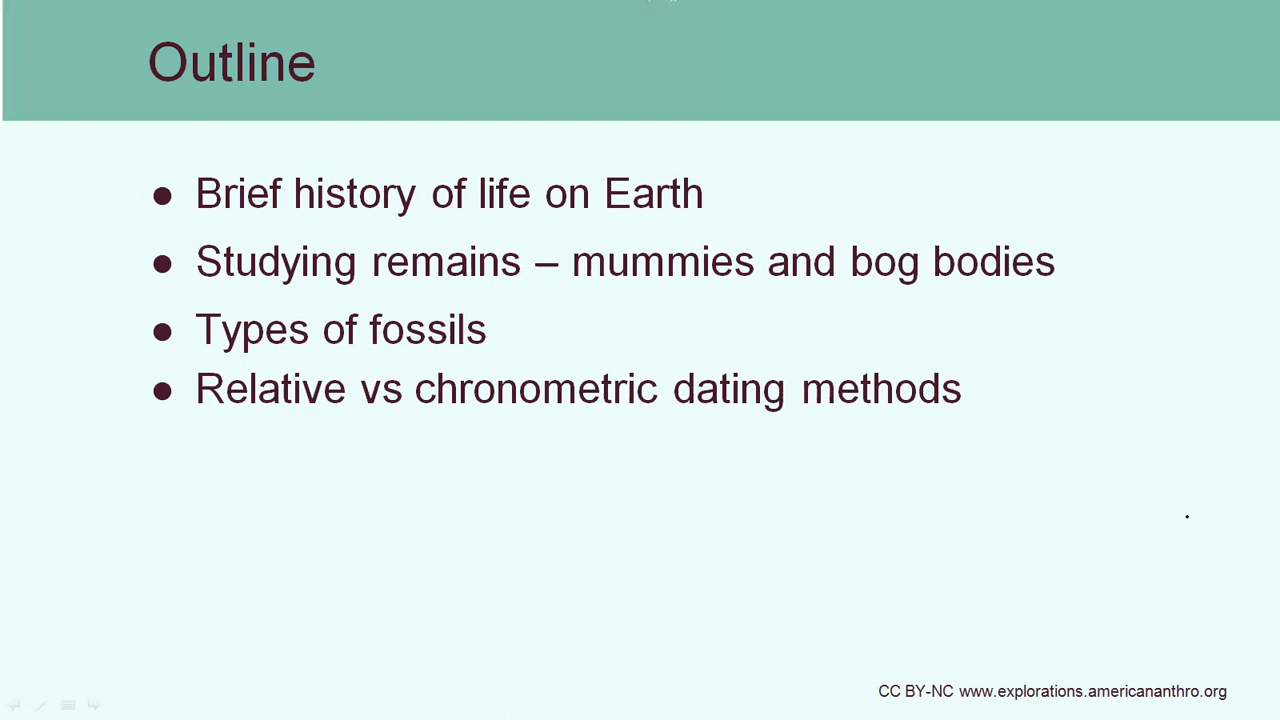 Outline
● Brief history of life on Earth
● Studying remains – mummies and bog bodies
● Types of fossils
● Relative vs chronometric dating methods
CC BY-NC www.explorations.americananthro.org